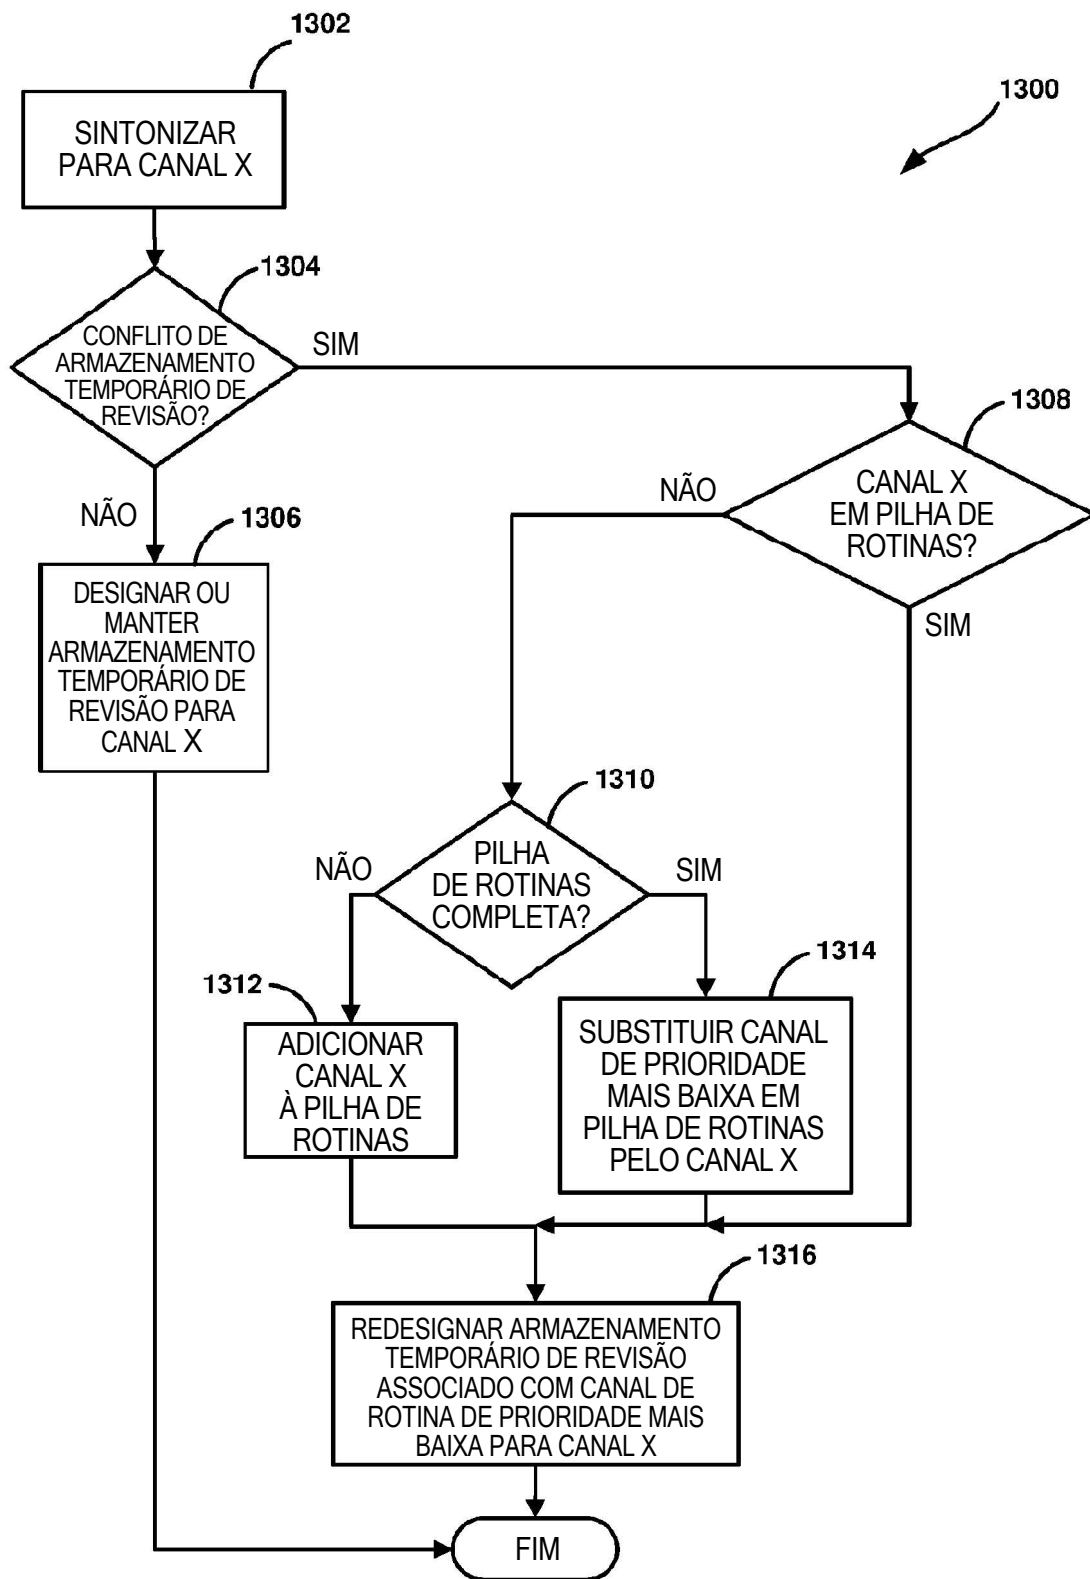 1302
1300
SINTONIZAR
PARA CANAL X
1304
CONFLITO DE
ARMAZENAMENTO
TEMPORÁRIO DE
REVISÃO?
SIM
1308
CANAL X
EM PILHA DE
ROTINAS?
NÃO
SIM
NÃO
1306
DESIGNAR OU
MANTER
ARMAZENAMENTO
TEMPORÁRIO DE
REVISÃO PARA
CANAL X
1310
PILHA
DE ROTINAS
COMPLETA?
NÃO
SIM
1312
ADICIONAR
CANAL X
À PILHA DE
ROTINAS
1314
SUBSTITUIR CANAL
DE PRIORIDADE
MAIS BAIXA EM
PILHA DE ROTINAS
PELO CANAL X
1316
REDESIGNAR ARMAZENAMENTO
TEMPORÁRIO DE REVISÃO
ASSOCIADO COM CANAL DE
ROTINA DE PRIORIDADE MAIS
BAIXA PARA CANAL X
FIM